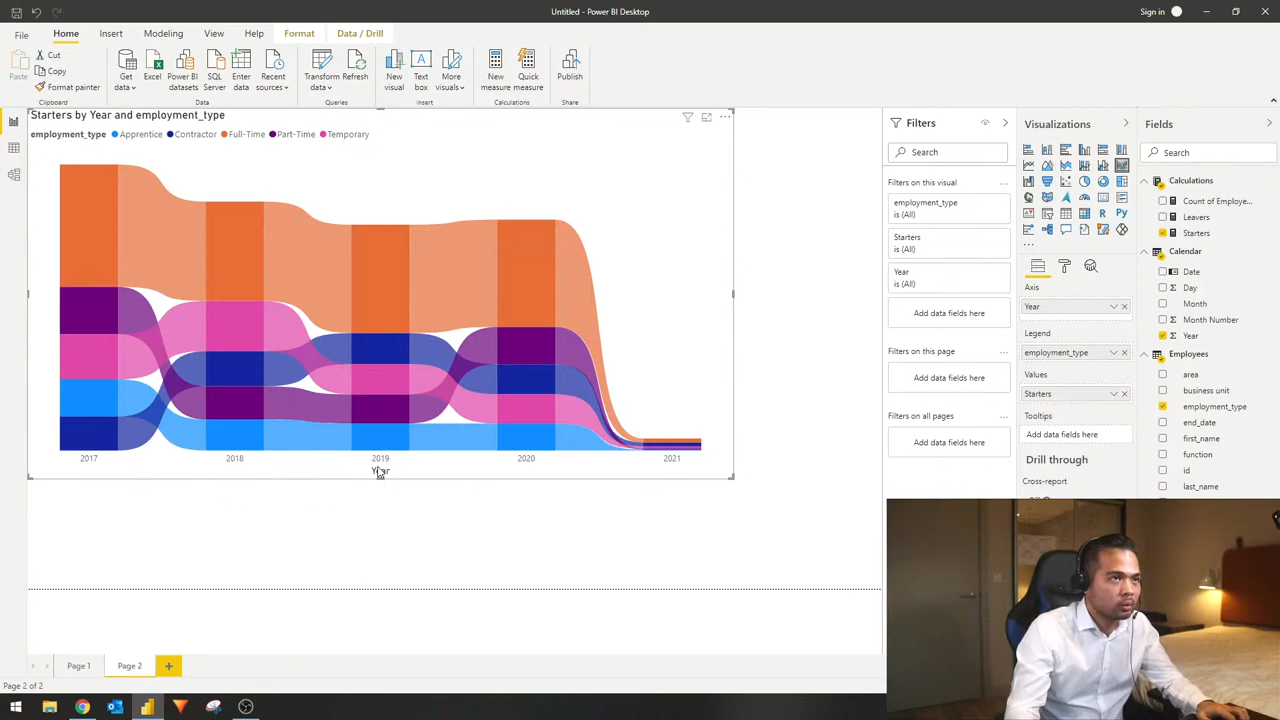 Untitled - Power BI Desktop
Sign in
File
Home
Insert
Modeling
View
Help
Format
Data / Drill
Paste
Cut
Copy
Format painter
Clipboard
Get data
Excel
Power BI datasets
SQL Server
Enter data
Recent sources
Data
Transform data
Refresh
Queries
New visual
Text box
More visuals
Insert
New measure
Quick measure
Calculations
Publish
Share
Starters by Year and employment_type
employment_type Apprentice Contractor Full-Time Part-Time Temporary
2017 2018 2019 2020 2021
Year
Filters
Search
Filters on this visual
employment_type
is (All)
Starters
is (All)
Year
is (All)
Add data fields here
Filters on this page
Add data fields here
Filters on all pages
Add data fields here
Visualizations
R Py
Axis
Year
Legend
employment_type
Values
Starters
Tooltips
Add data fields here
Drill through
Cross-report
Fields
Search
Calculations
Count of Employe...
Leavers
Starters
Calendar
Date
Day
Month
Month Number
Year
Employees
area
business unit
employment_type
end_date
first_name
function
id
last_name
Page 1
Page 2
Page 2 of 2